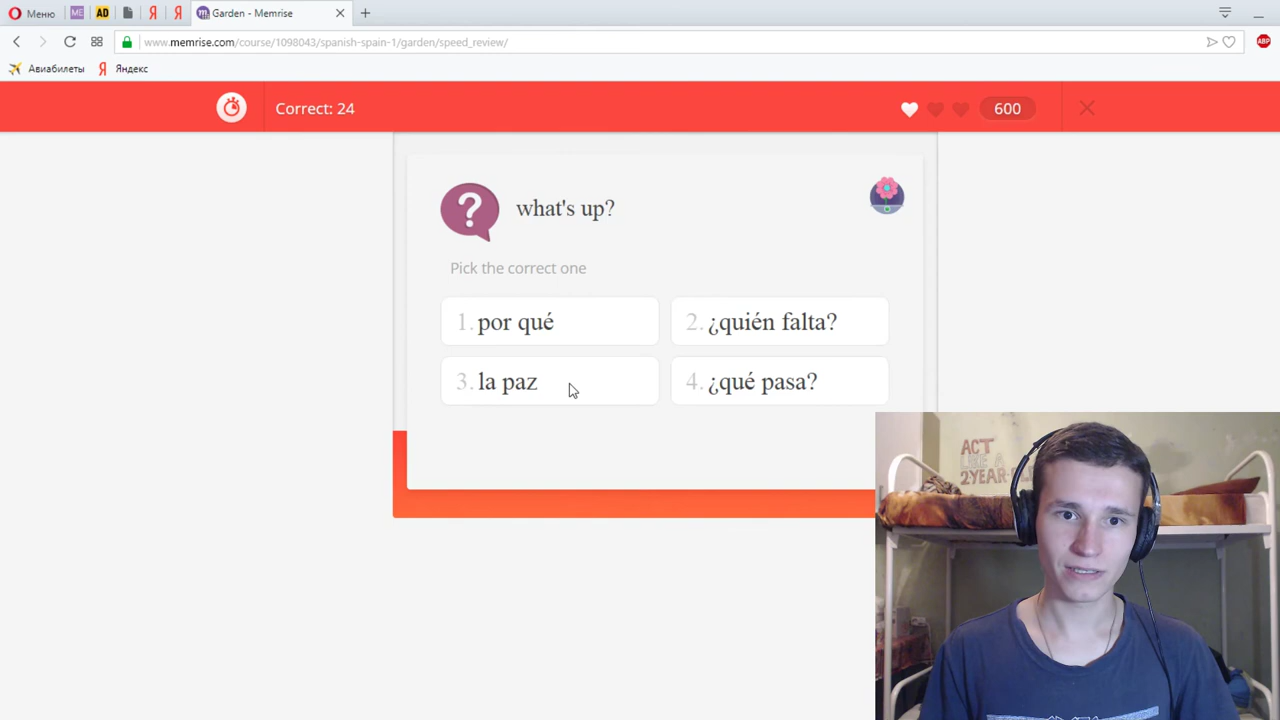 Меню
ME
AD
Я
Я
m
Garden - Memrise
www.memrise.com/course/1098043/spanish-spain-1/garden/speed_review/
ABP
Авиабилеты
Я
Яндекс
Correct: 24
600
?
what's up?
Pick the correct one
1. por qué
2. ¿quién falta?
3. la paz
4. ¿qué pasa?
ACT
LIKE A
2YEAR-